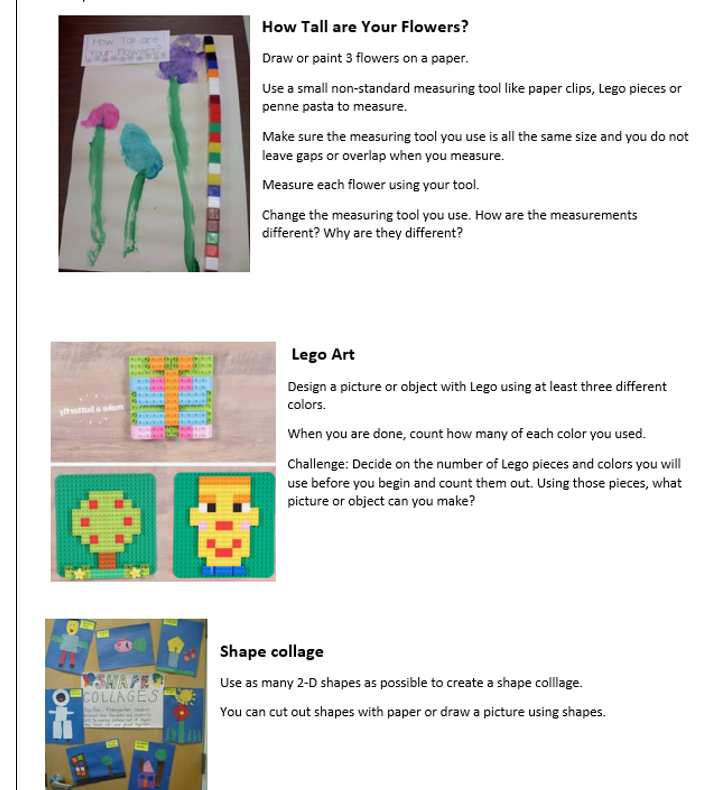 How Tall are Your Flowers?
How Tall are
your Flowers?
Draw or paint 3 flowers on a paper.
Use a small non-standard measuring tool like paper clips, Lego pieces or
penne pasta to measure.
Make sure the measuring tool you use is all the same size and you do not
leave gaps or overlap when you measure.
Measure each flower using your tool.
Change the measuring tool you use. How are the measurements
different? Why are they different?
Lego Art
make a butterfly
Design a picture or object with Lego using at least three different
colors.
When you are done, count how many of each color you used.
Challenge: Decide on the number of Lego pieces and colors you will
use before you begin and count them out. Using those pieces, what
picture or object can you make?
Shape collage
SHAPE
COLLAGES
Use as many 2-D shapes as possible to create a shape colllage.
You can cut out shapes with paper or draw a picture using shapes.